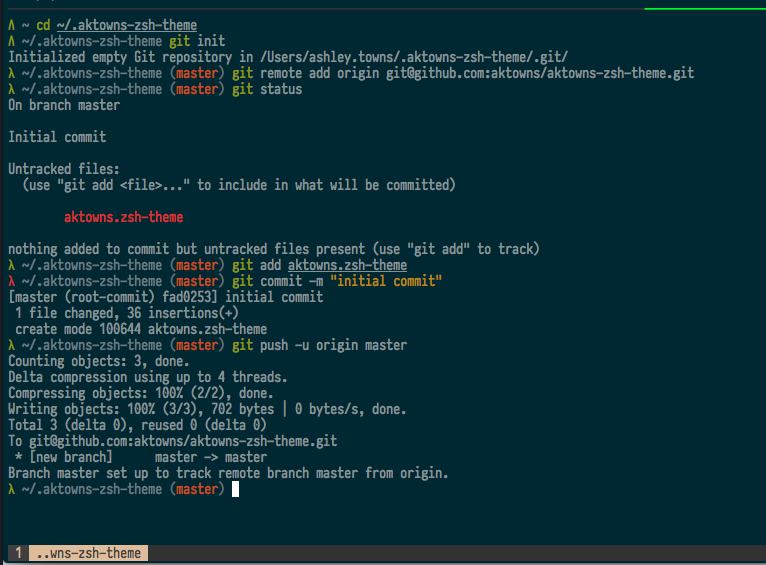 Λ ~ cd ~/.aktowns-zsh-theme
Λ ~/.aktowns-zsh-theme git init
Initialized empty Git repository in /Users/ashley.towns/.aktowns-zsh-theme/.git/
λ ~/.aktowns-zsh-theme (master) git remote add origin git@github.com:aktowns/aktowns-zsh-theme.git
λ ~/.aktowns-zsh-theme (master) git status
On branch master
Initial commit
Untracked files:
(use "git add <file>..." to include in what will be committed)
aktowns.zsh-theme
nothing added to commit but untracked files present (use "git add" to track)
λ ~/.aktowns-zsh-theme (master) git add aktowns.zsh-theme
λ ~/.aktowns-zsh-theme (master) git commit -m "initial commit"
[master (root-commit) fad0253] initial commit
1 file changed, 36 insertions(+)
create mode 100644 aktowns.zsh-theme
λ ~/.aktowns-zsh-theme (master) git push -u origin master
Counting objects: 3, done.
Delta compression using up to 4 threads.
Compressing objects: 100% (2/2), done.
Writing objects: 100% (3/3), 702 bytes | 0 bytes/s, done.
Total 3 (delta 0), reused 0 (delta 0)
To git@github.com:aktowns/aktowns-zsh-theme.git
* [new branch] master -> master
Branch master set up to track remote branch master from origin.
λ ~/.aktowns-zsh-theme (master)
1 ..wns-zsh-theme